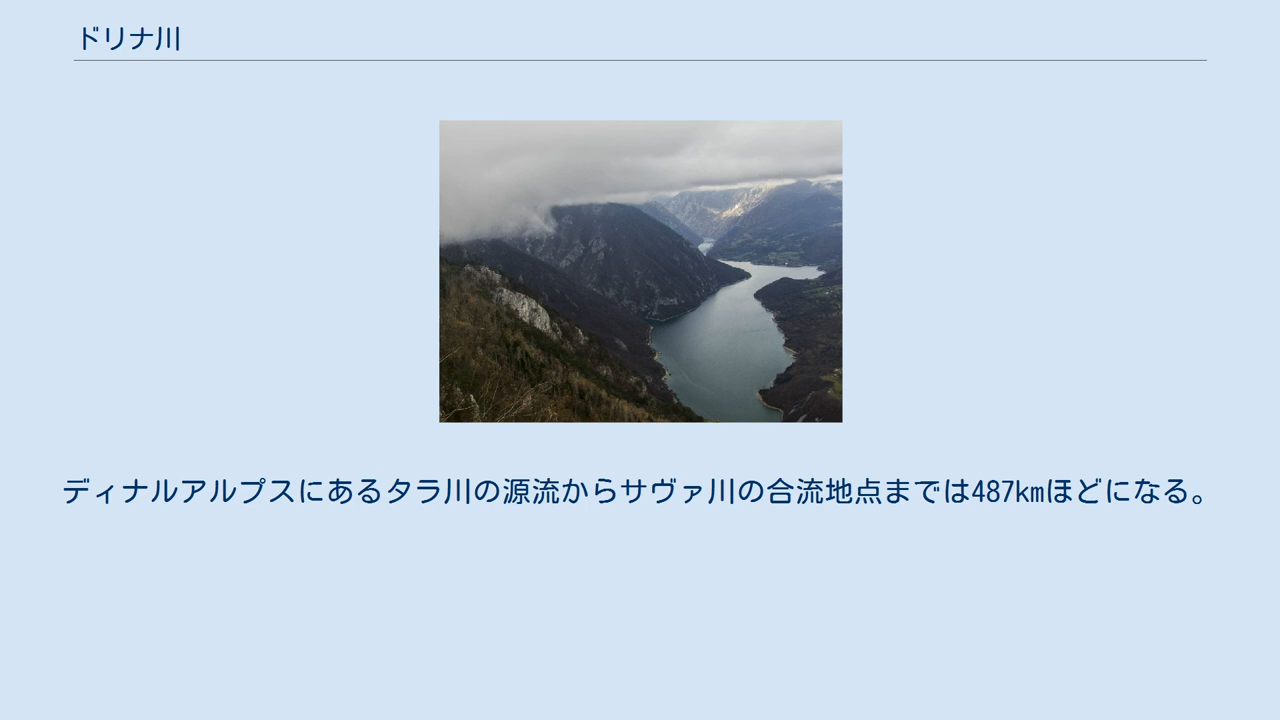 ドリナ川
ディナルアルプスにあるタラ川の源流からサヴァ川の合流地点までは487kmほどになる。